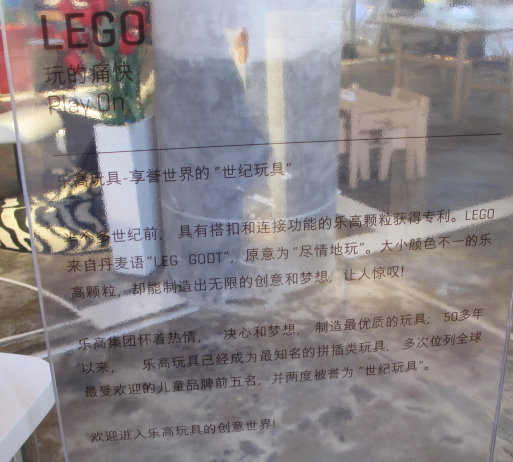 LEGO
玩的痛快
Play On
乐高玩具-享誉世界的“世纪玩具”
世纪前， 具有搭扣和连接功能的乐高颗粒获得专利。LEGO
来自丹麦语“LEG GODT”，原意为“尽情地玩”。大小颜色不一的乐
高颗粒，却能制造出无限的创意和梦想，让人惊叹！
乐高集团怀着热情， 决心和梦想， 制造最优质的玩具， 50多年
以来， 乐高玩具已经成为最知名的拼插类玩具， 多次位列全球
最受欢迎的儿童品牌前五名，并两度被誉为“世纪玩具”。
欢迎进入乐高玩具的创意世界！